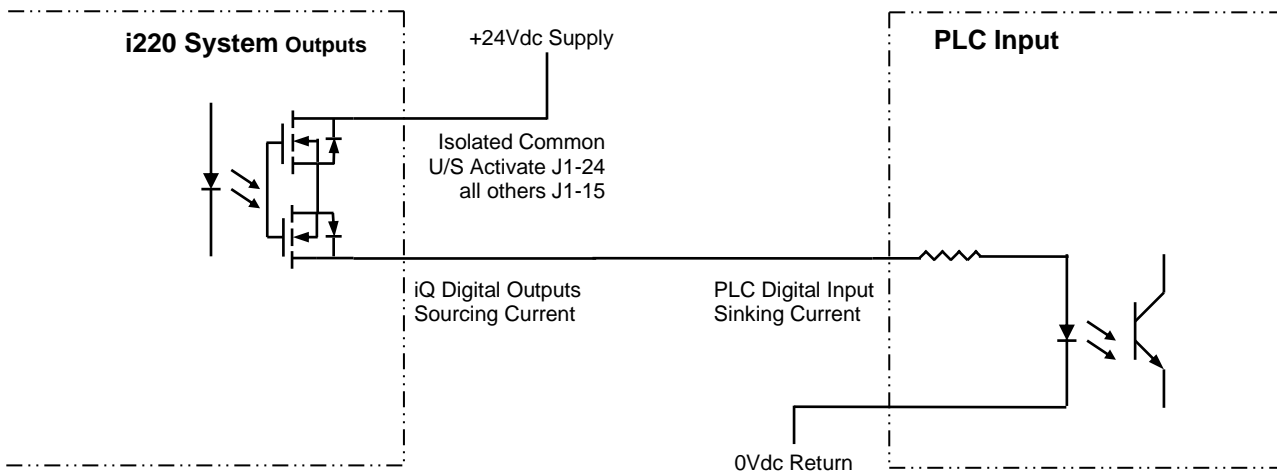 i220 System Outputs
+24Vdc Supply
PLC Input
Isolated Common
U/S Activate J1-24
all others J1-15
iQ Digital Outputs
Sourcing Current
PLC Digital Input
Sinking Current
0Vdc Return